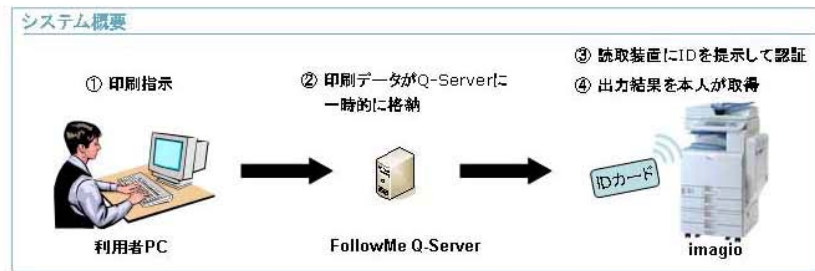 システム概要
① 印刷指示
② 印刷データがQ-Serverに
一時的に格納
③ 読取装置にIDを提示して認証
④ 出力結果を本人が取得
IDカード
利用者PC
FollowMe Q-Server
imagio